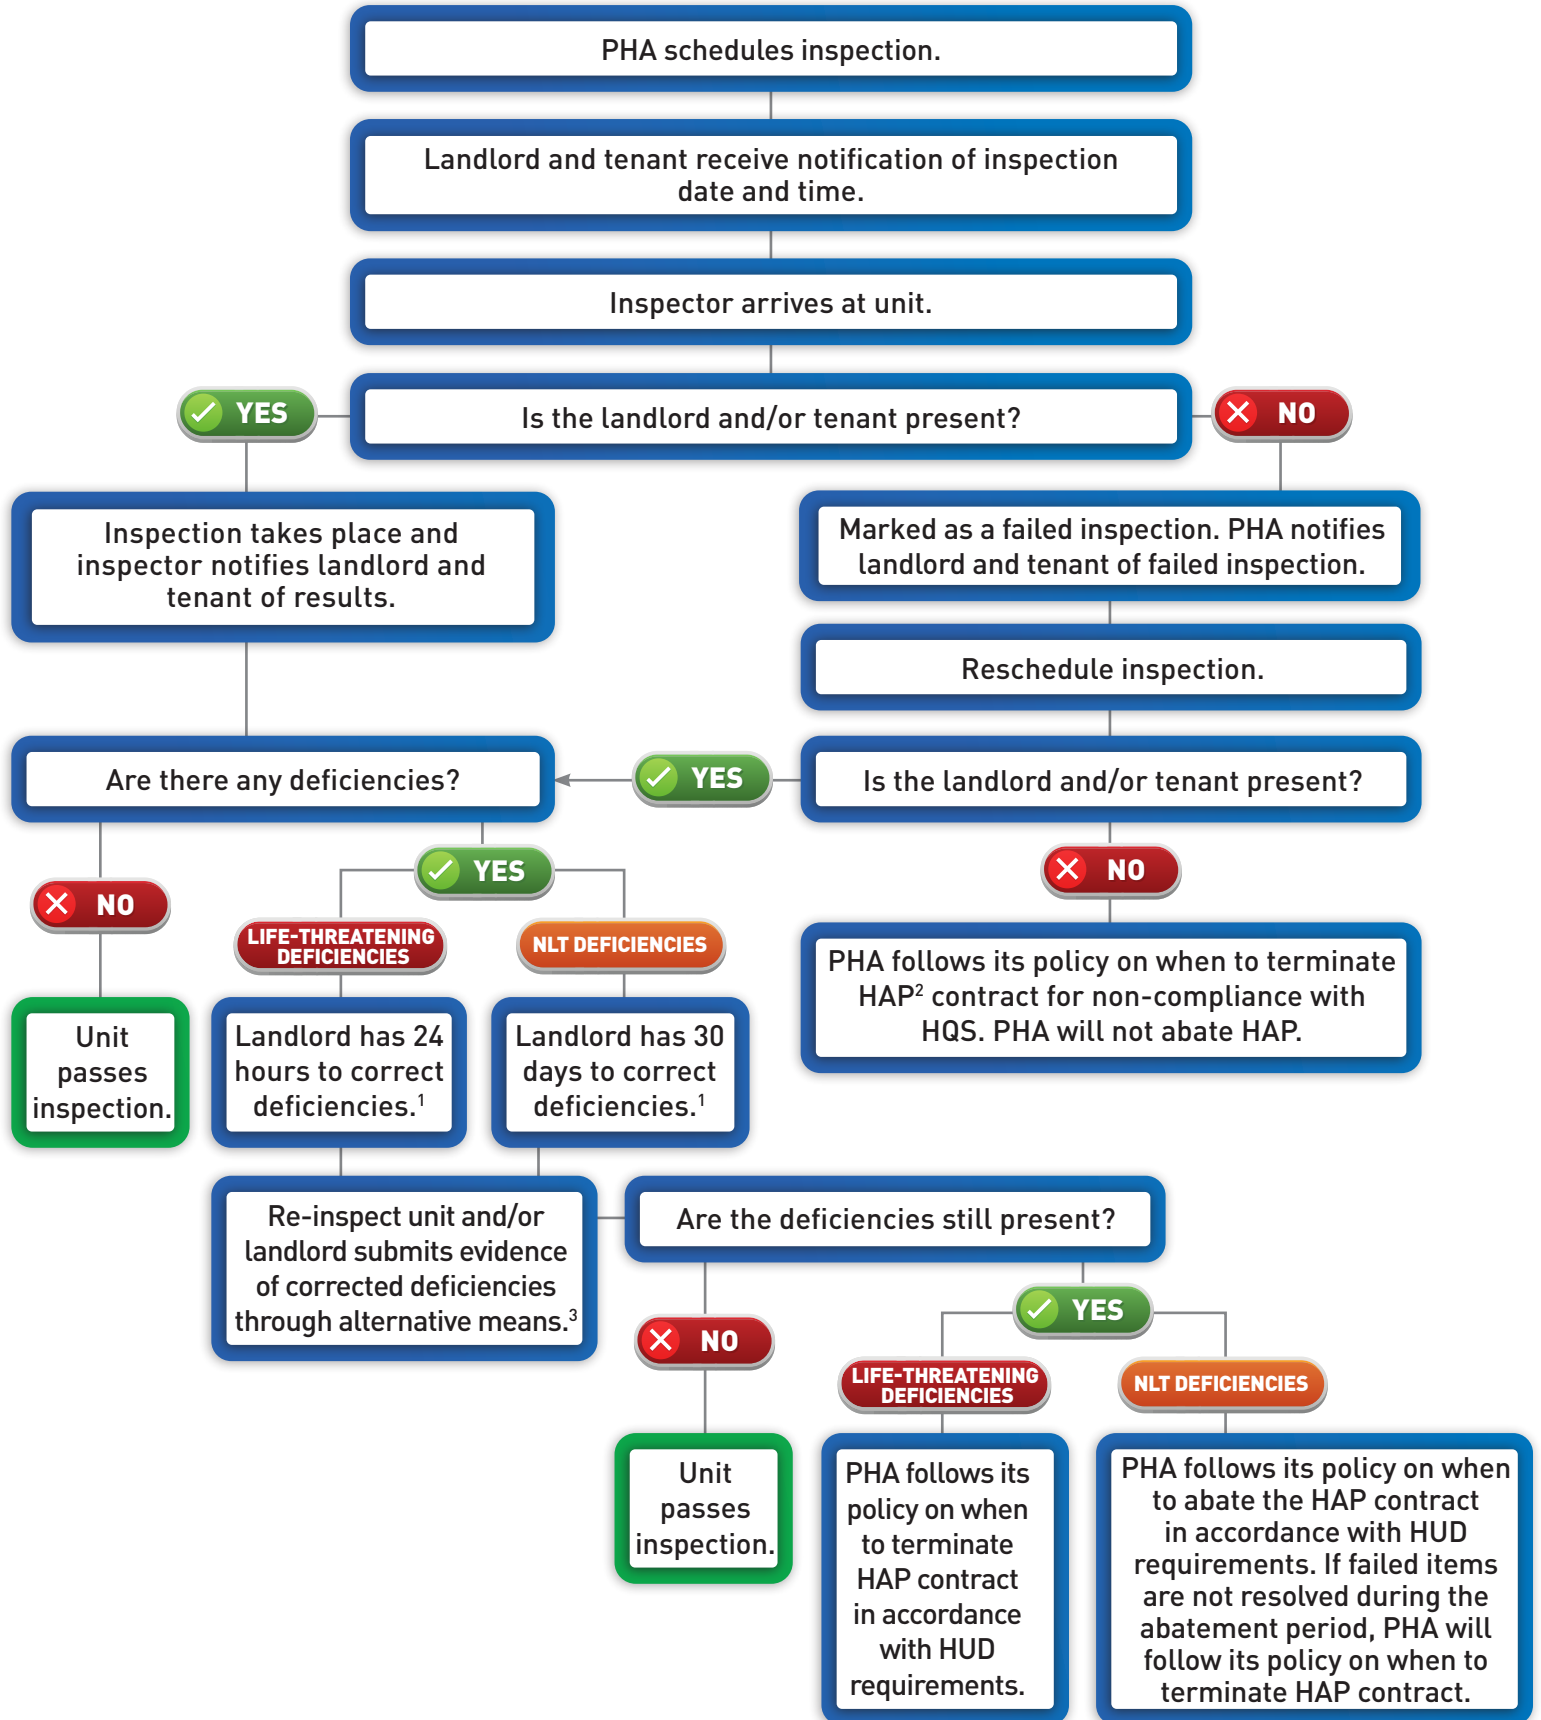 PHA schedules inspection.
Landlord and tenant receive notification of inspection
date and time.
Inspector arrives at unit.
Is the landlord and/or tenant present?
YES
NO
Inspection takes place and
inspector notifies landlord and
tenant of results.
Marked as a failed inspection. PHA notifies
landlord and tenant of failed inspection.
Reschedule inspection.
Is the landlord and/or tenant present?
YES
Are there any deficiencies?
NO
PHA follows its policy on when to terminate
HAP² contract for non-compliance with
HQS. PHA will not abate HAP.
NO
YES
LIFE-THREATENING
DEFICIENCIES
NLT DEFICIENCIES
Unit
passes
inspection.
Landlord has 24
hours to correct
deficiencies.¹
Landlord has 30
days to correct
deficiencies.¹
Re-inspect unit and/or
landlord submits evidence
of corrected deficiencies
through alternative means.³
Are the deficiencies still present?
NO
YES
LIFE-THREATENING
DEFICIENCIES
NLT DEFICIENCIES
Unit
passes
inspection.
PHA follows its
policy on when
to terminate
HAP contract
in accordance
with HUD
requirements.
PHA follows its policy on when
to abate the HAP contract
in accordance with HUD
requirements. If failed items
are not resolved during the
abatement period, PHA will
follow its policy on when to
terminate HAP contract.